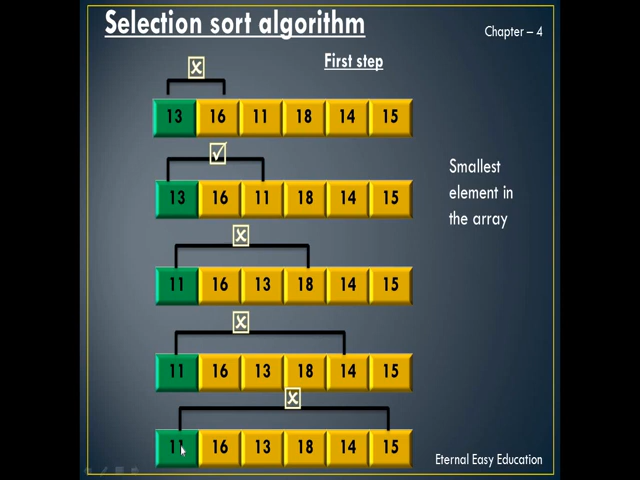 Selection sort algorithm
Chapter – 4
First step
13 16 11 18 14 15
13 16 11 18 14 15
Smallest
element in
the array
11 16 13 18 14 15
11 16 13 18 14 15
11 16 13 18 14 15
Eternal Easy Education